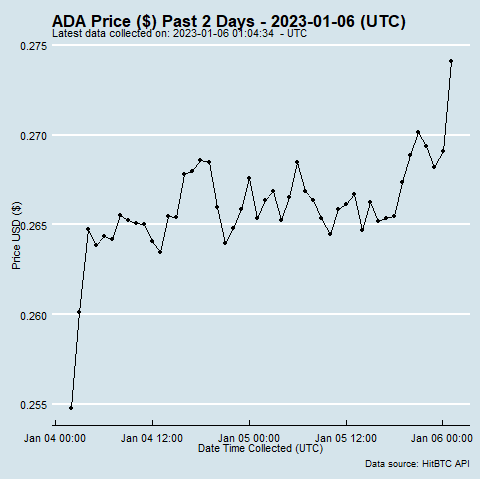 ADA Price ($) Past 2 Days - 2023-01-06 (UTC)
Latest data collected on: 2023-01-06 01:04:34 - UTC
0.275
0.270
0.265
0.260
0.255
Price USD ($)
Jan 04 00:00 Jan 04 12:00 Jan 05 00:00 Jan 05 12:00 Jan 06 00:00
Date Time Collected (UTC)
Data source: HitBTC API